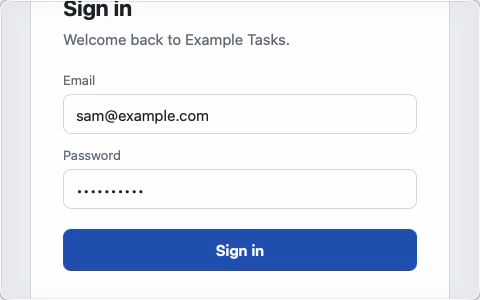 Sign in
Welcome back to Example Tasks.
Email
sam@example.com
Password
••••••••••
Sign in